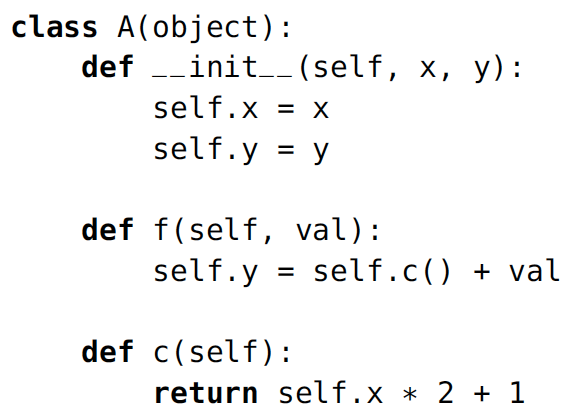 class A(object):
    def __init__(self, x, y):
        self.x = x
        self.y = y

    def f(self, val):
        self.y = self.c() + val

    def c(self):
        return self.x * 2 + 1